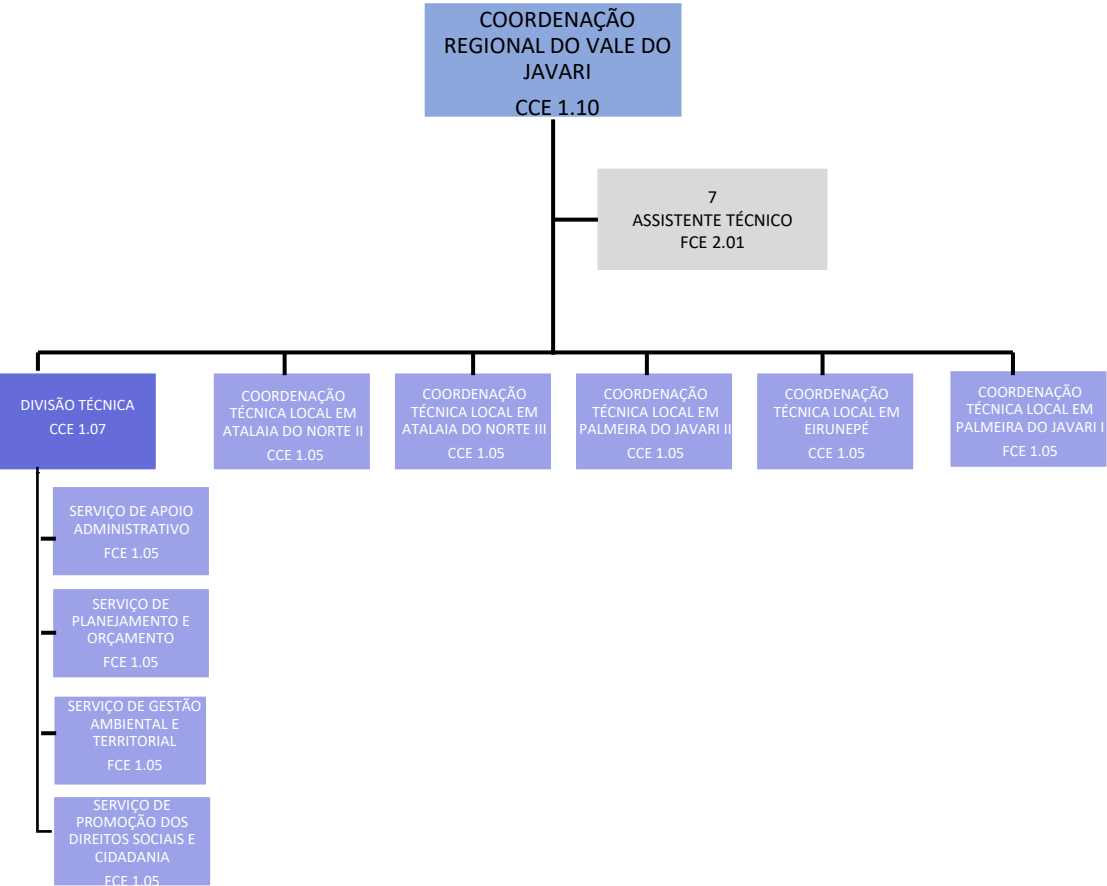 COORDENAÇÃO
REGIONAL DO VALE DO
JAVARI
CCE 1.10
7
ASSISTENTE TÉCNICO
FCE 2.01
DIVISÃO TÉCNICA
CCE 1.07
COORDENAÇÃO
TÉCNICA LOCAL EM
ATALAIA DO NORTE II
CCE 1.05
COORDENAÇÃO
TÉCNICA LOCAL EM
ATALAIA DO NORTE III
CCE 1.05
COORDENAÇÃO
TÉCNICA LOCAL EM
PALMEIRA DO JAVARI II
CCE 1.05
COORDENAÇÃO
TÉCNICA LOCAL EM
EIRUNEPÉ
CCE 1.05
COORDENAÇÃO
TÉCNICA LOCAL EM
PALMEIRA DO JAVARI I
FCE 1.05
SERVIÇO DE APOIO
ADMINISTRATIVO
FCE 1.05
SERVIÇO DE
PLANEJAMENTO E
ORÇAMENTO
FCE 1.05
SERVIÇO DE GESTÃO
AMBIENTAL E
TERRITORIAL
FCE 1.05
SERVIÇO DE
PROMOÇÃO DOS
DIREITOS SOCIAIS E
CIDADANIA
FCE 1.05